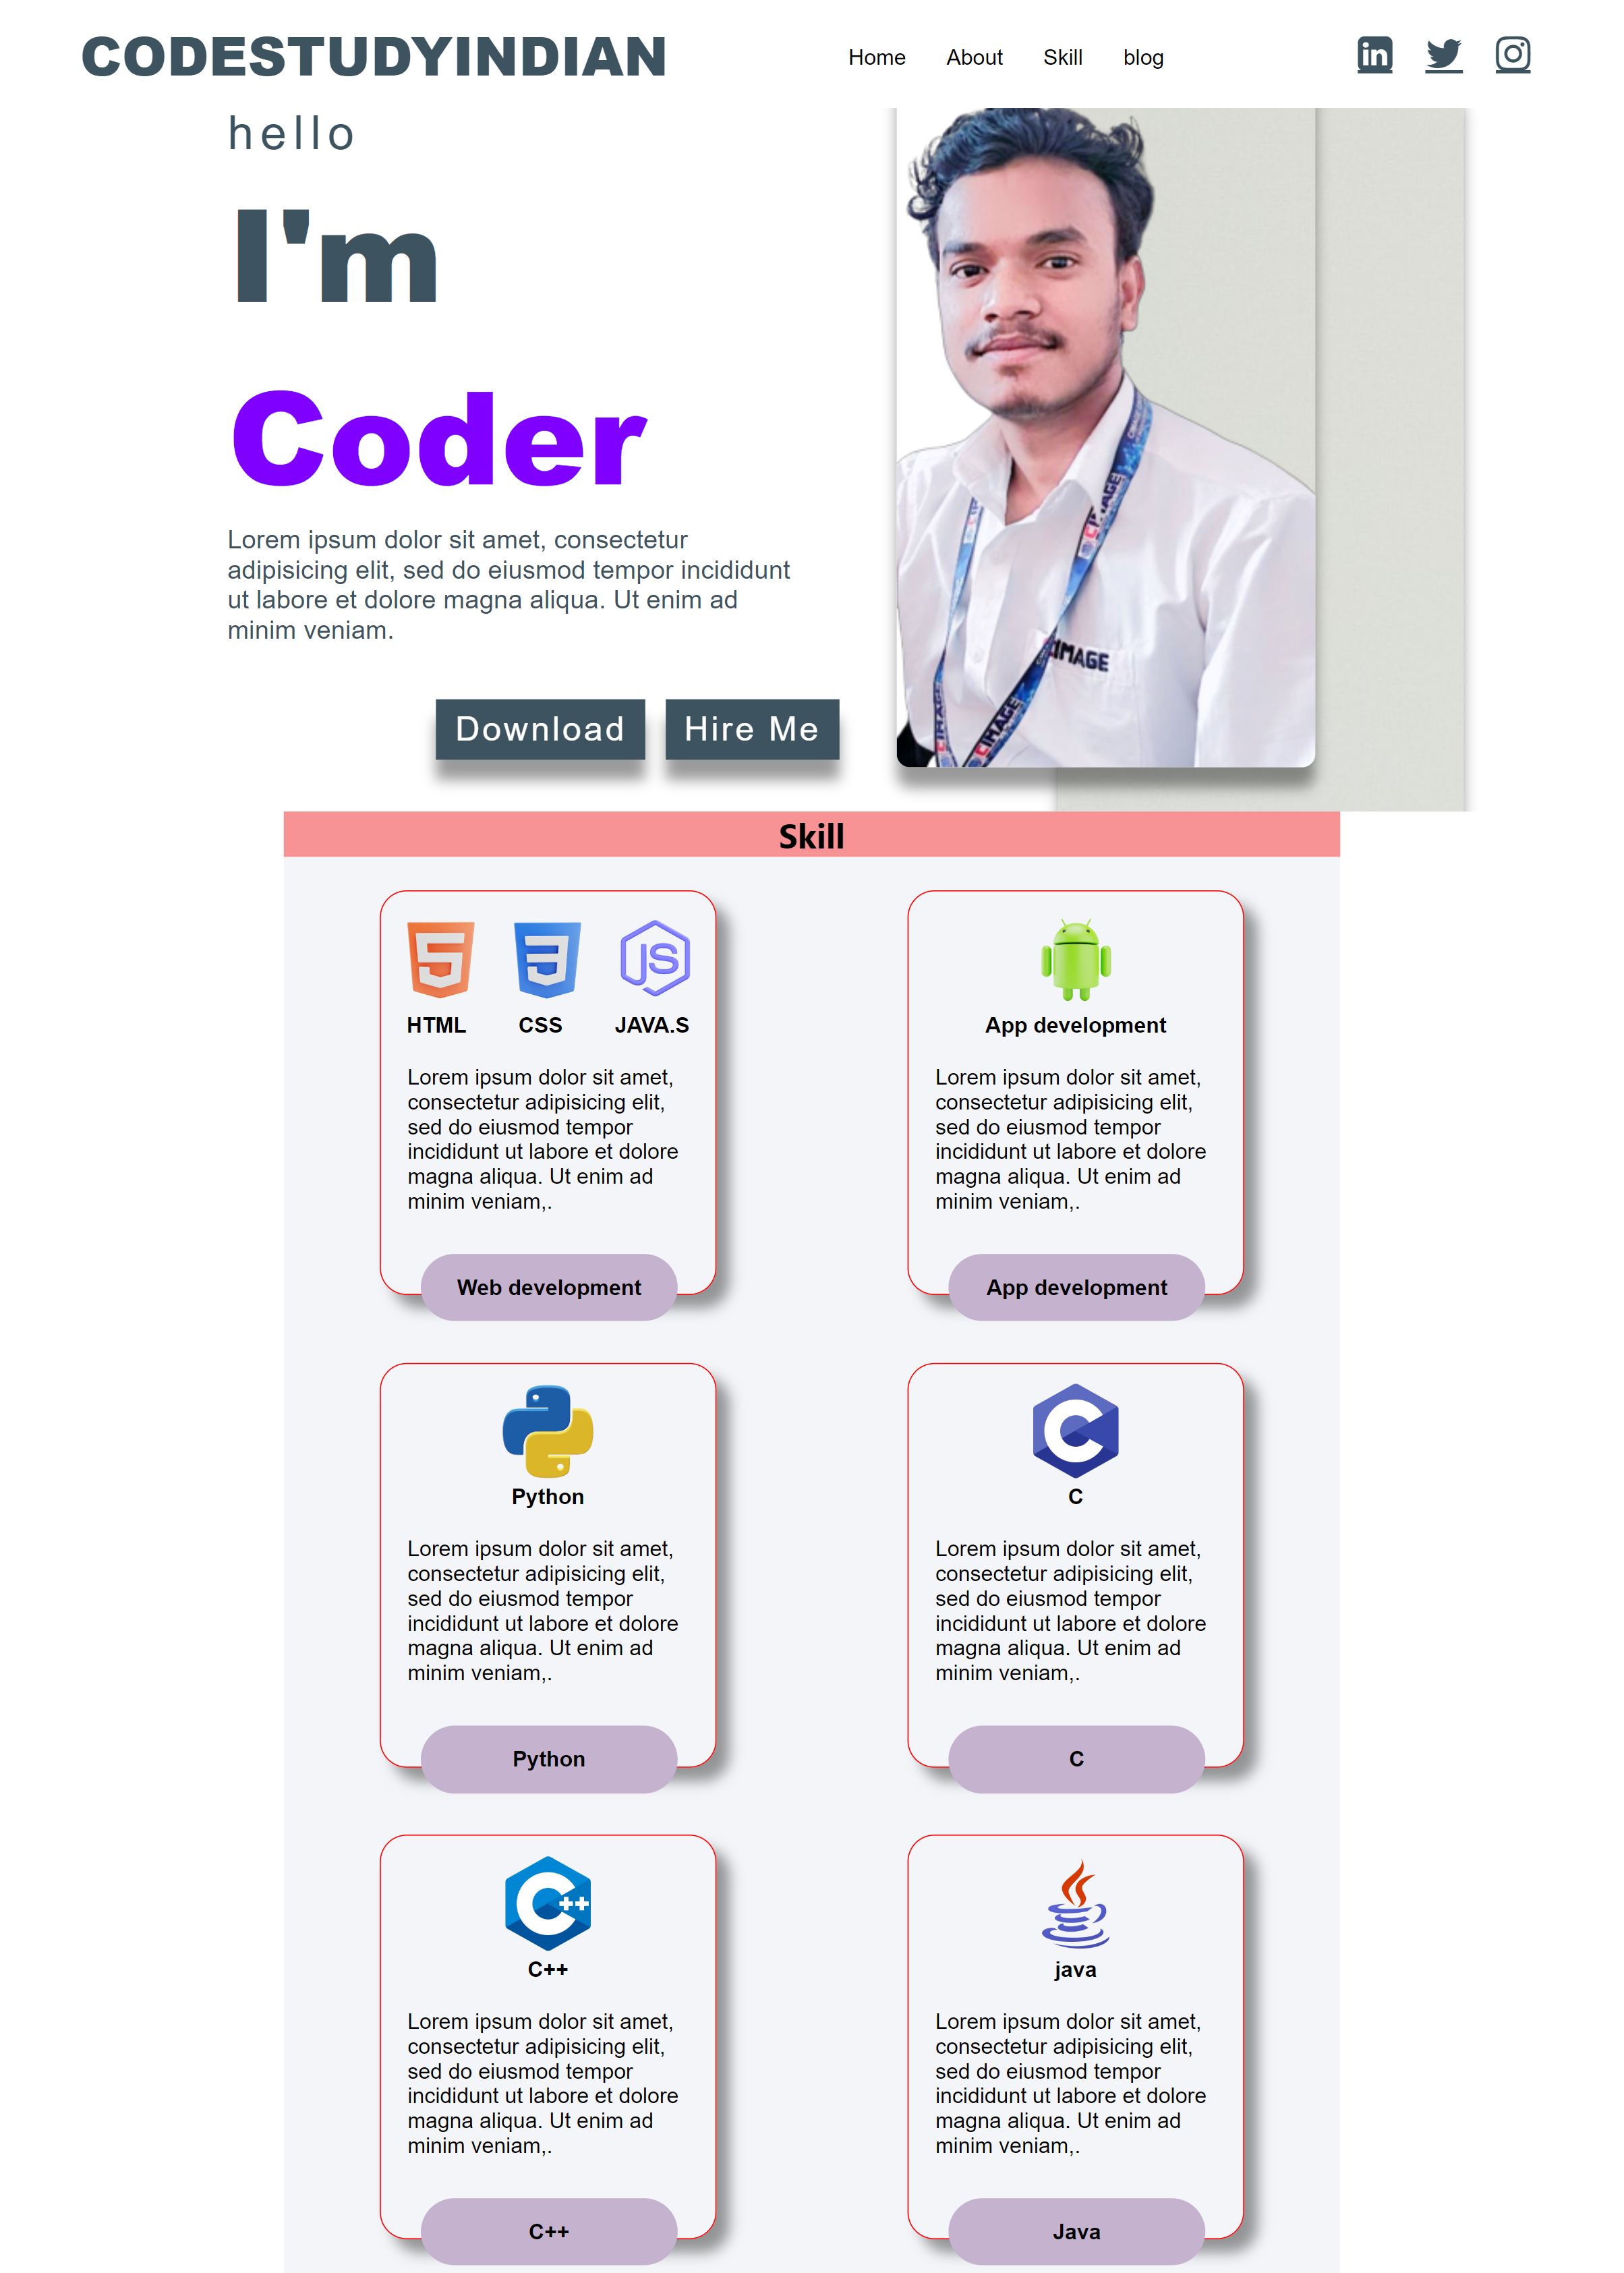 CODESTUDYINDIAN
Home About Skill blog
in
hello
I'm
Coder
Lorem ipsum dolor sit amet, consectetur
adipisicing elit, sed do eiusmod tempor incididunt
ut labore et dolore magna aliqua. Ut enim ad
minim veniam.
Download Hire Me
CIMAGE
CIMAGE
CIMAGE
CIMAGE
Skill
5 3 JS
HTML CSS JAVA.S
Lorem ipsum dolor sit amet,
consectetur adipisicing elit,
sed do eiusmod tempor
incididunt ut labore et dolore
magna aliqua. Ut enim ad
minim veniam,.
Web development
App development
Lorem ipsum dolor sit amet,
consectetur adipisicing elit,
sed do eiusmod tempor
incididunt ut labore et dolore
magna aliqua. Ut enim ad
minim veniam,.
App development
Python
Lorem ipsum dolor sit amet,
consectetur adipisicing elit,
sed do eiusmod tempor
incididunt ut labore et dolore
magna aliqua. Ut enim ad
minim veniam,.
Python
C
C
Lorem ipsum dolor sit amet,
consectetur adipisicing elit,
sed do eiusmod tempor
incididunt ut labore et dolore
magna aliqua. Ut enim ad
minim veniam,.
C
C++
C++
Lorem ipsum dolor sit amet,
consectetur adipisicing elit,
sed do eiusmod tempor
incididunt ut labore et dolore
magna aliqua. Ut enim ad
minim veniam,.
C++
java
Lorem ipsum dolor sit amet,
consectetur adipisicing elit,
sed do eiusmod tempor
incididunt ut labore et dolore
magna aliqua. Ut enim ad
minim veniam,.
Java